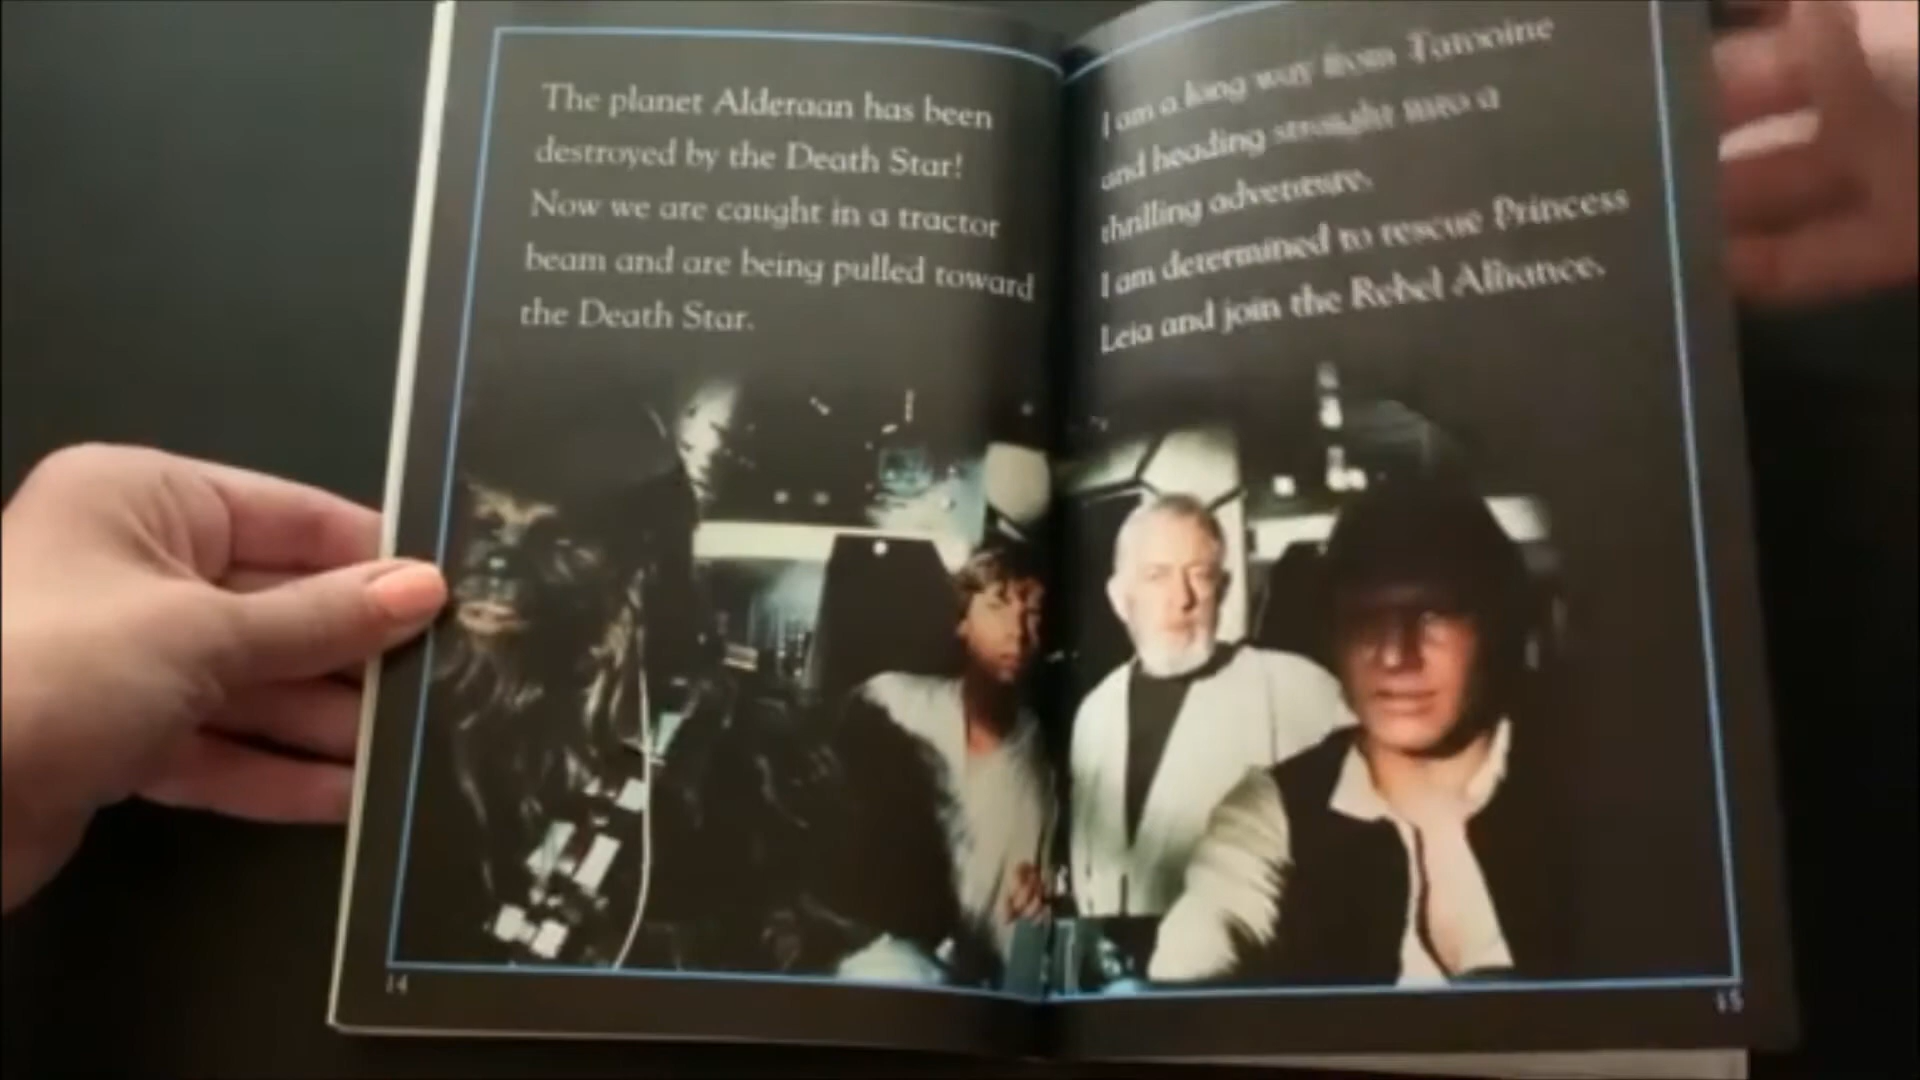 The planet Alderaan has been
destroyed by the Death Star!
Now we are caught in a tractor
beam and are being pulled toward
the Death Star.
14
I am a long way from Tatooine
and heading straight into a
thrilling adventure.
I am determined to rescue Princess
Leia and join the Rebel Alliance.
15